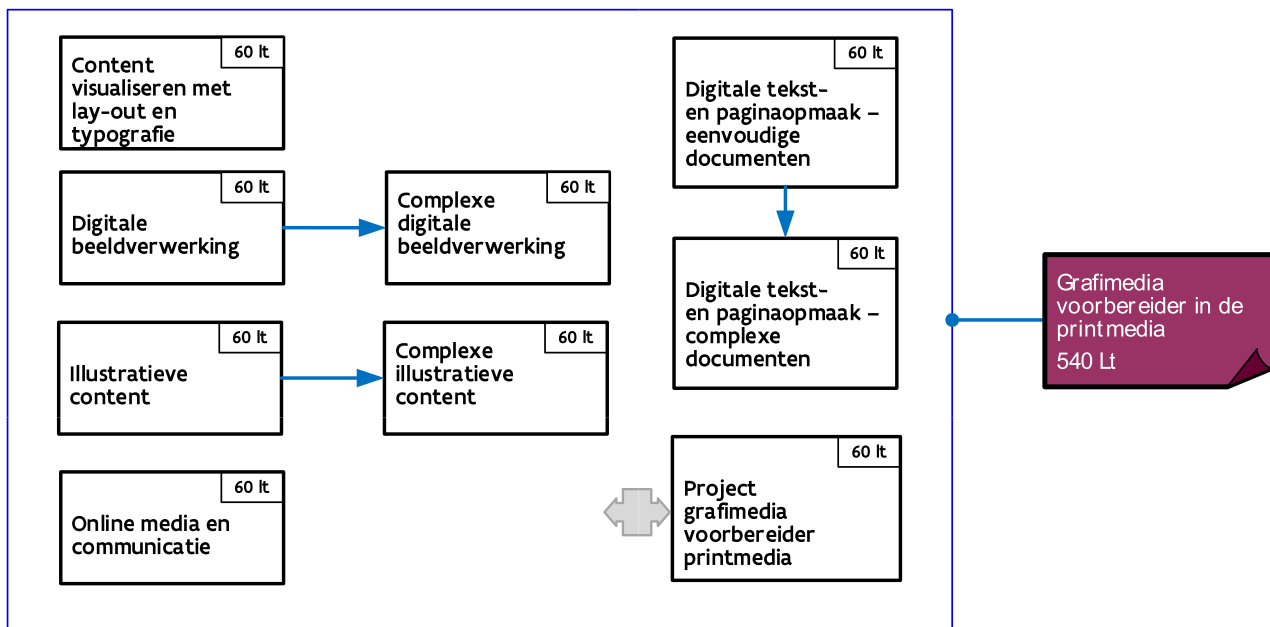 60 lt
Content
visualiseren met
lay-out en
typografie
60 lt
Digitale
beeldverwerking
60 lt
Complexe
digitale
beeldverwerking
60 lt
Illustratieve
content
60 lt
Complexe
illustratieve
content
60 lt
Online media en
communicatie
60 lt
Digitale tekst-
en paginaopmaak –
eenvoudige
documenten
60 lt
Digitale tekst-
en paginaopmaak –
complexe
documenten
60 lt
Project
grafimedia
voorbereider
printmedia
Grafimedia
voorbereider in de
printmedia
540 Lt